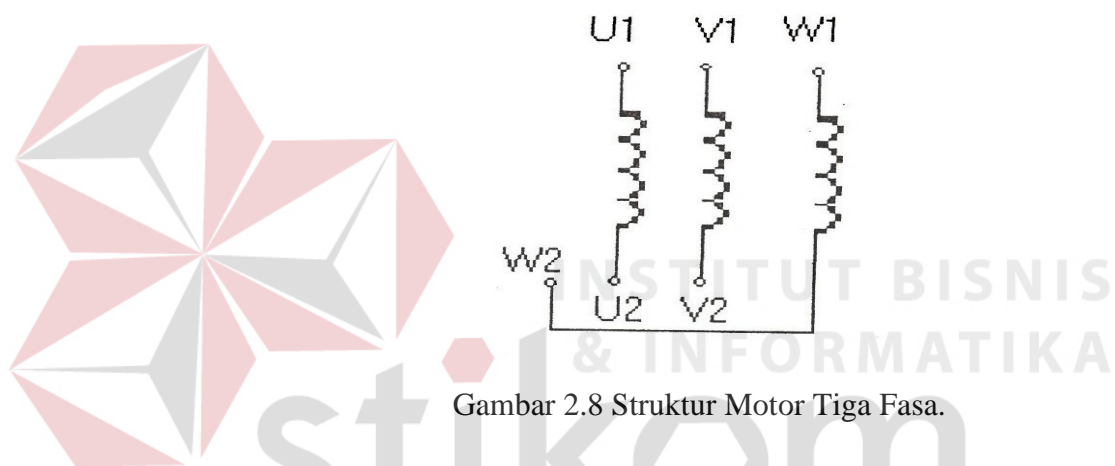 U1 V1 W1
W2
U2 V2
INSTITUT BISNIS
& INFORMATIKA
Gambar 2.8 Struktur Motor Tiga Fasa.
stikom